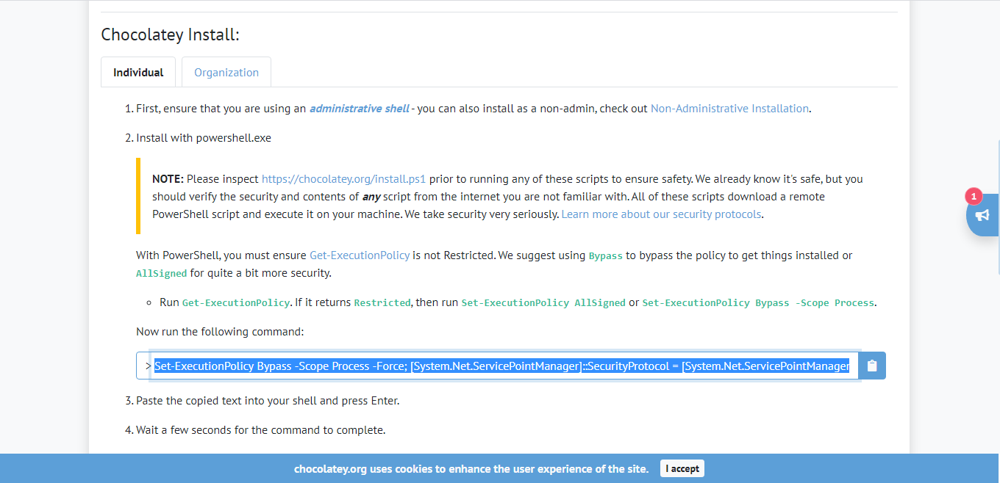 Chocolatey Install:
Individual
Organization
1. First, ensure that you are using an administrative shell - you can also install as a non-admin, check out Non-Administrative Installation.
2. Install with powershell.exe
NOTE: Please inspect https://chocolatey.org/install.ps1 prior to running any of these scripts to ensure safety. We already know it's safe, but you
should verify the security and contents of any script from the internet you are not familiar with. All of these scripts download a remote
PowerShell script and execute it on your machine. We take security very seriously. Learn more about our security protocols.
1
With PowerShell, you must ensure Get-ExecutionPolicy is not Restricted. We suggest using Bypass to bypass the policy to get things installed or
AllSigned for quite a bit more security.
Run Get-ExecutionPolicy. If it returns Restricted, then run Set-ExecutionPolicy AllSigned or Set-ExecutionPolicy Bypass -Scope Process.
Now run the following command:
> Set-ExecutionPolicy Bypass -Scope Process -Force; [System.Net.ServicePointManager]::SecurityProtocol = [System.Net.ServicePointManager
3. Paste the copied text into your shell and press Enter.
4. Wait a few seconds for the command to complete.
chocolatey.org uses cookies to enhance the user experience of the site.
I accept